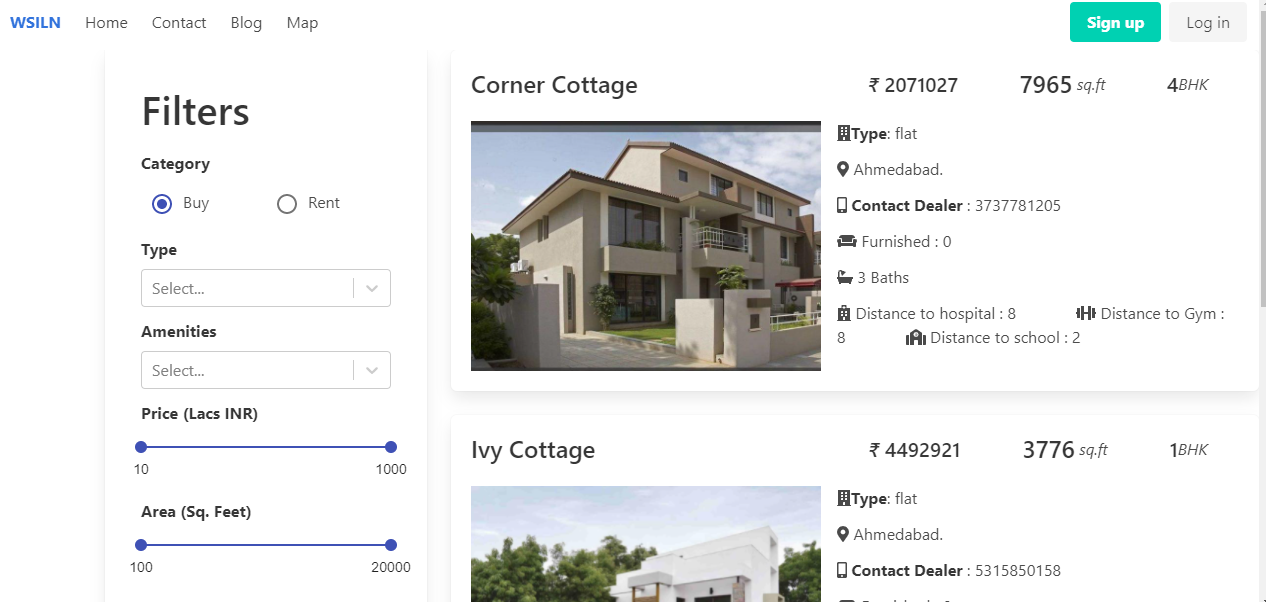 WSILN Home Contact Blog Map Sign up Log in
Filters
Category
Buy Rent
Type
Select...
Amenities
Select...
Price (Lacs INR)
10 1000
Area (Sq. Feet)
100 20000
Corner Cottage ₹ 2071027 7965 sq.ft 4BHK
Type: flat
Ahmedabad.
Contact Dealer : 3737781205
Furnished : 0
3 Baths
Distance to hospital : 8 Distance to Gym :
8 Distance to school : 2
Ivy Cottage ₹ 4492921 3776 sq.ft 1BHK
Type: flat
Ahmedabad.
Contact Dealer : 5315850158